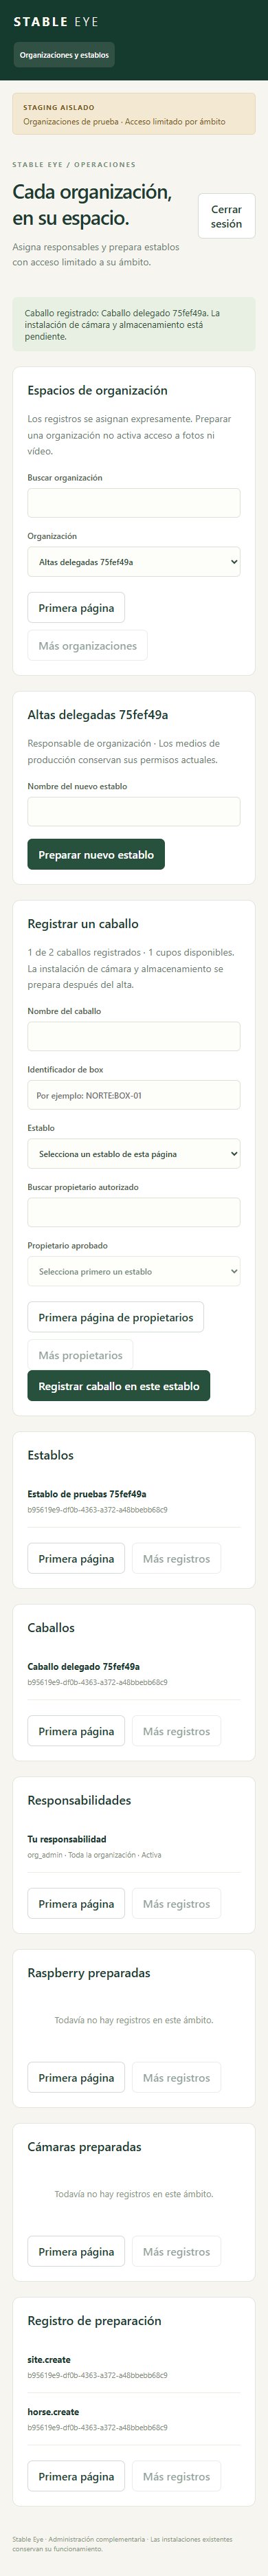 STABLE EYE
Organizaciones y establos
STAGING AISLADO
Organizaciones de prueba · Acceso limitado por ámbito
STABLE EYE / OPERACIONES
Cada organización,
en su espacio.
Cerrar
sesión
Asigna responsables y prepara establos
con acceso limitado a su ámbito.
Caballo registrado: Caballo delegado 75fef49a. La
instalación de cámara y almacenamiento está
pendiente.
Espacios de organización
Los registros se asignan expresamente. Preparar
una organización no activa acceso a fotos ni
vídeo.
Buscar organización
Organización
Altas delegadas 75fef49a
Primera página
Más organizaciones
Altas delegadas 75fef49a
Responsable de organización · Los medios de
producción conservan sus permisos actuales.
Nombre del nuevo establo
Preparar nuevo establo
Registrar un caballo
1 de 2 caballos registrados · 1 cupos disponibles.
La instalación de cámara y almacenamiento se
prepara después del alta.
Nombre del caballo
Identificador de box
Por ejemplo: NORTE:BOX-01
Establo
Selecciona un establo de esta página
Buscar propietario autorizado
Propietario aprobado
Selecciona primero un establo
Primera página de propietarios
Más propietarios
Registrar caballo en este establo
Establos
Establo de pruebas 75fef49a
b95619e9-df0b-4363-a372-a48bbebb68c9
Primera página
Más registros
Caballos
Caballo delegado 75fef49a
b95619e9-df0b-4363-a372-a48bbebb68c9
Primera página
Más registros
Responsabilidades
Tu responsabilidad
org_admin · Toda la organización · Activa
Primera página
Más registros
Raspberry preparadas
Todavía no hay registros en este ámbito.
Primera página
Más registros
Cámaras preparadas
Todavía no hay registros en este ámbito.
Primera página
Más registros
Registro de preparación
site.create
b95619e9-df0b-4363-a372-a48bbebb68c9
horse.create
b95619e9-df0b-4363-a372-a48bbebb68c9
Primera página
Más registros
Stable Eye · Administración complementaria · Las instalaciones existentes
conservan su funcionamiento.